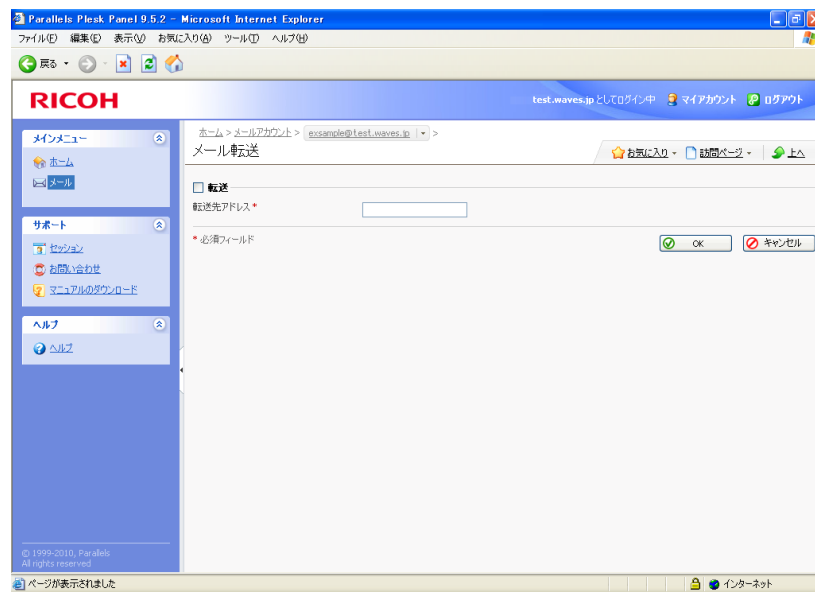 Parallels Plesk Panel 9.5.2 - Microsoft Internet Explorer
ファイル(F) 編集(E) 表示(V) お気に入り(A) ツール(T) ヘルプ(H)
戻る
RICOH
test.waves.jp としてログイン中 マイアカウント ログアウト
メインメニュー
ホーム
メール
サポート
セッション
お問い合わせ
マニュアルのダウンロード
ヘルプ
ヘルプ
© 1999-2010, Parallels
All rights reserved
ホーム > メールアカウント > exsample@test.waves.jp >
メール転送
お気に入り 訪問ページ 上へ
転送
転送先アドレス *
* 必須フィールド
OK キャンセル
ページが表示されました
インターネット